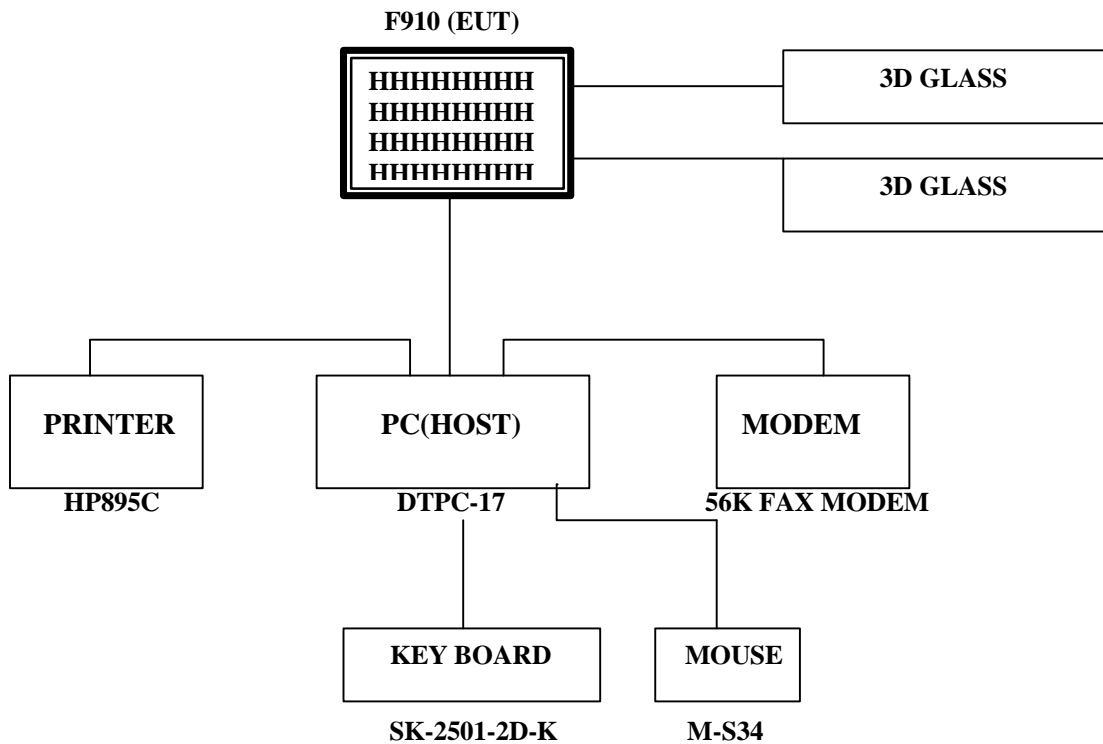 F910 (EUT)
HHHHHHHH
HHHHHHHH
HHHHHHHH
HHHHHHHH
3D GLASS
3D GLASS
PRINTER
HP895C
PC(HOST)
DTPC-17
MODEM
56K FAX MODEM
KEY BOARD
SK-2501-2D-K
MOUSE
M-S34